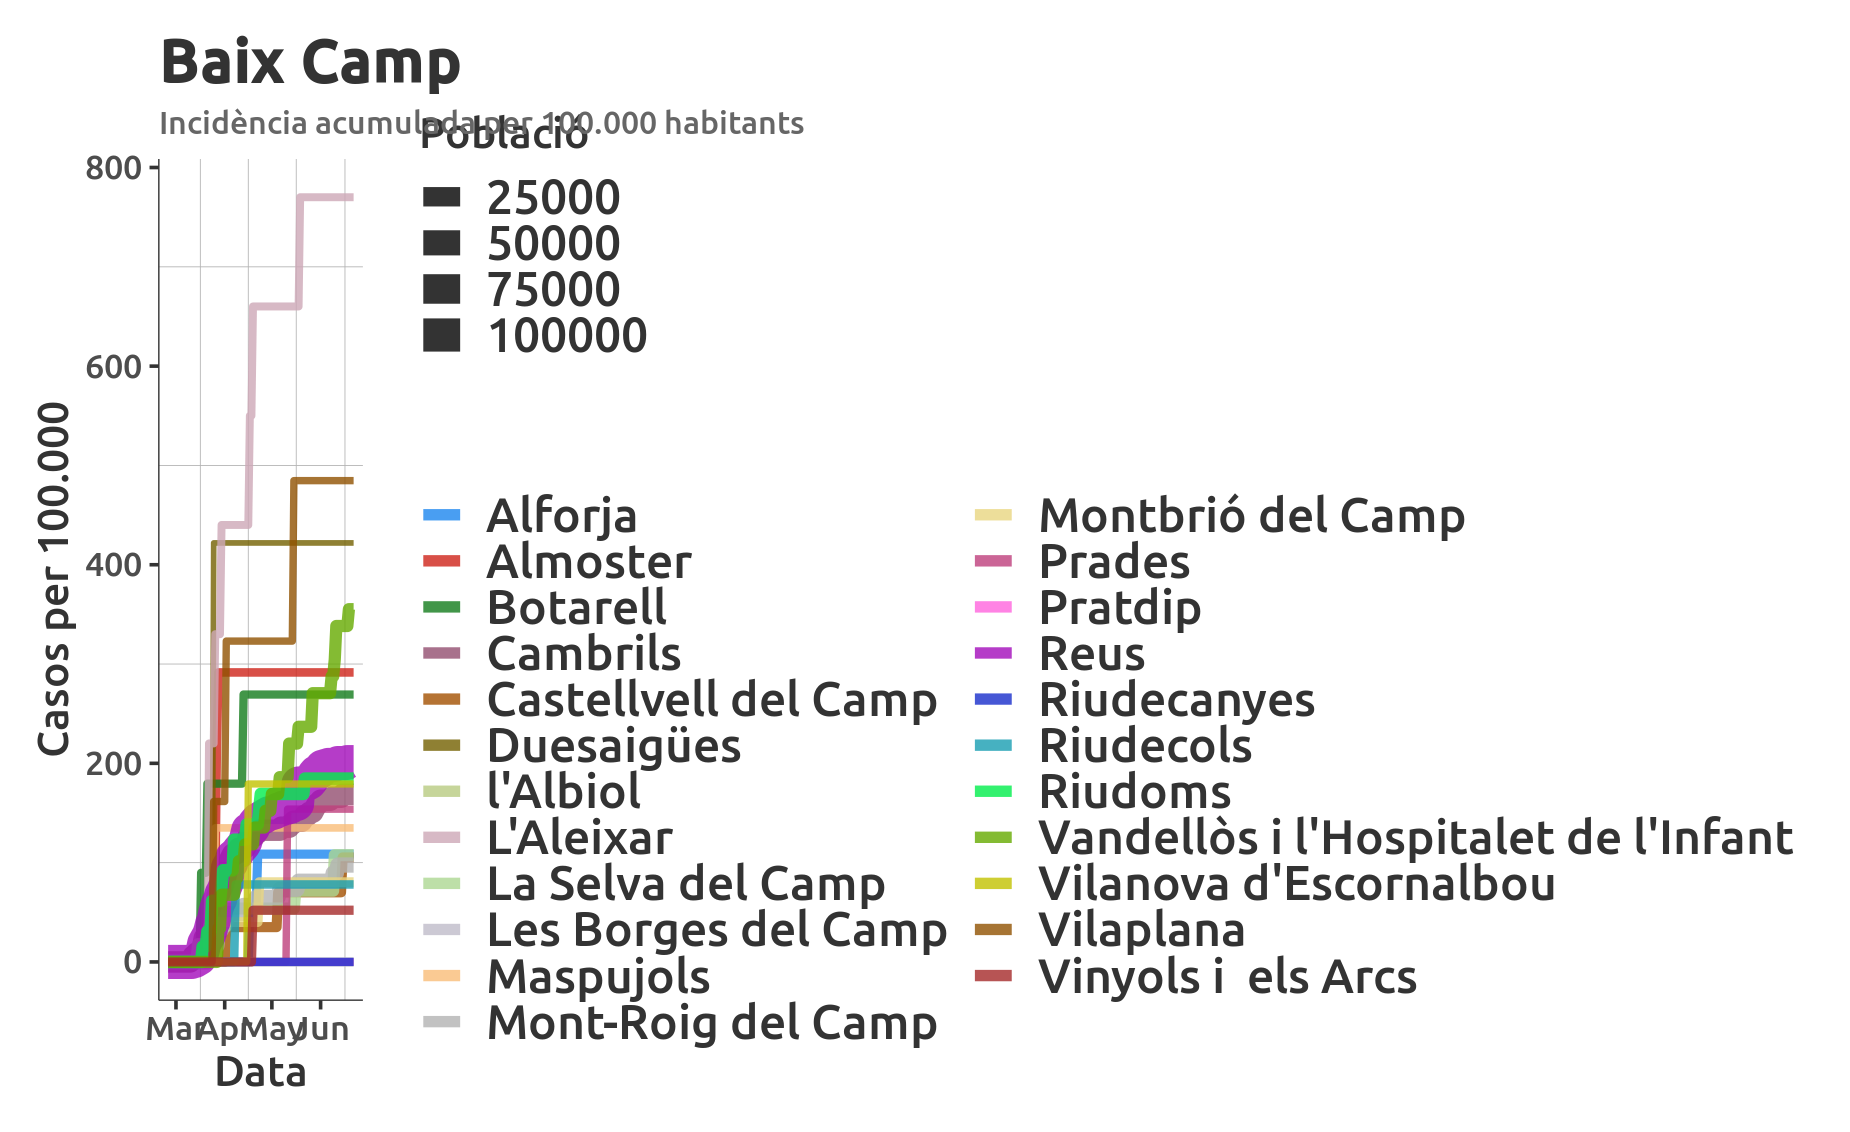 Baix Camp
Incidència acumulada per 100.000 habitants
Població
25000
50000
75000
100000
800
600
400
200
0
Casos per 100.000
Mar Apr May Jun
Data
Alforja
Almoster
Botarell
Cambrils
Castellvell del Camp
Duesaigües
l'Albiol
L'Aleixar
La Selva del Camp
Les Borges del Camp
Maspujols
Mont-Roig del Camp
Montbrió del Camp
Prades
Pratdip
Reus
Riudecanyes
Riudecols
Riudoms
Vandellòs i l'Hospitalet de l'Infant
Vilanova d'Escornalbou
Vilaplana
Vinyols i  els Arcs